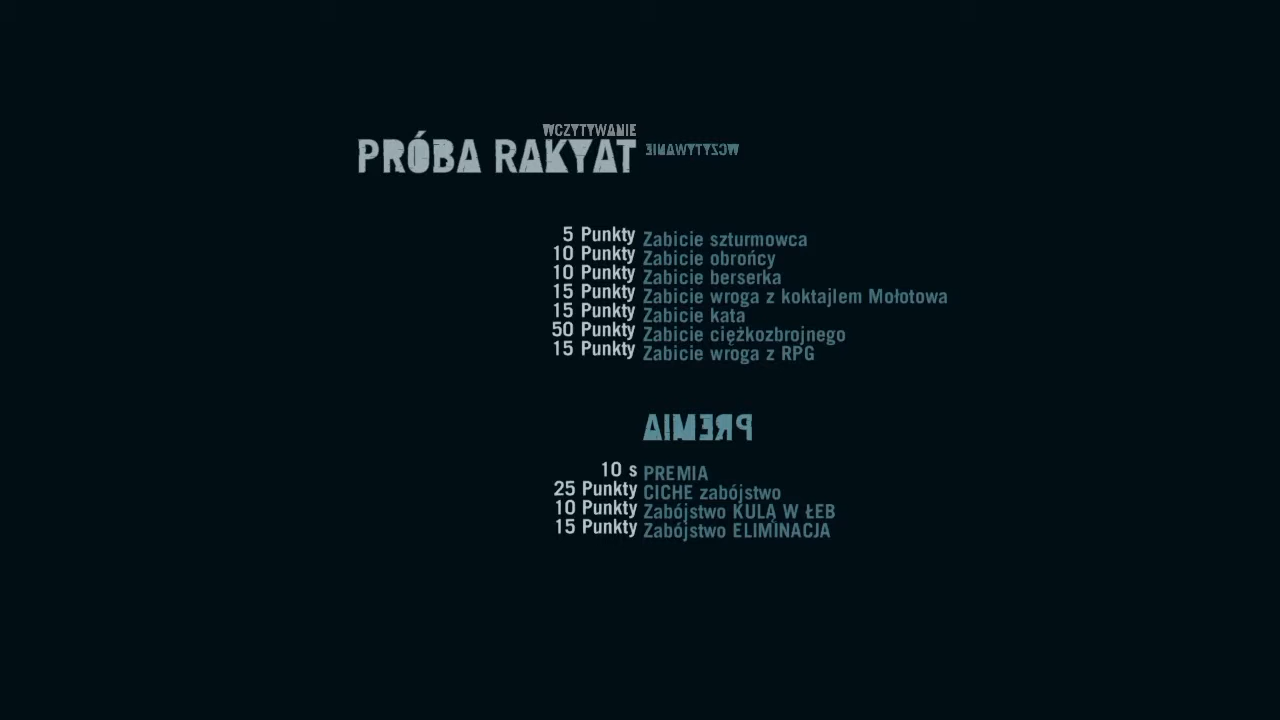 WCZYTYWANIE
PRÓBA RAKYAT WCZYTYWANIE
5 Punkty Zabicie szturmowca
10 Punkty Zabicie obrońcy
10 Punkty Zabicie berserka
15 Punkty Zabicie wroga z koktajlem Mołotowa
15 Punkty Zabicie kata
50 Punkty Zabicie ciężkozbrojnego
15 Punkty Zabicie wroga z RPG
PREMIA
10 s PREMIA
25 Punkty CICHE zabójstwo
10 Punkty Zabójstwo KULĄ W ŁEB
15 Punkty Zabójstwo ELIMINACJA